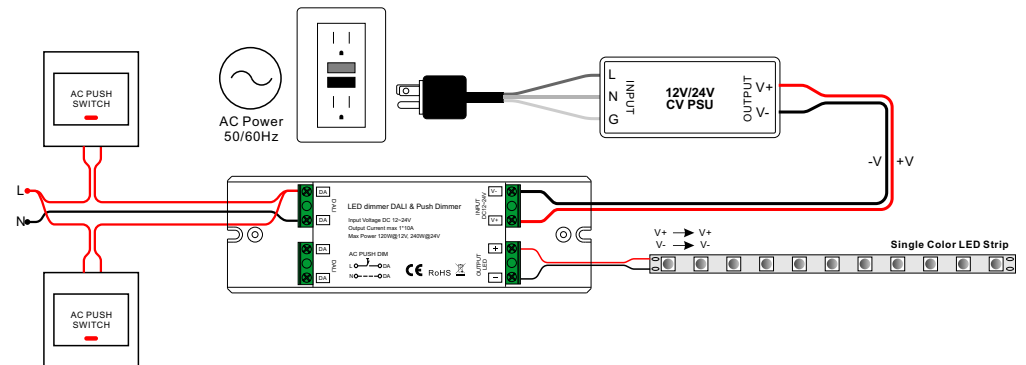 AC PUSH
SWITCH
AC Power
50/60Hz
L
N
G
INPUT
12V/24V
CV PSU
OUTPUT
V+
V-
-V
+V
L
N
DA
DALI
DA
DA
DALI
DA
LED dimmer DALI & Push Dimmer
Input Voltage DC 12~24V
Output Current max 1*10A
Max Power 120W@12V, 240W@24V
AC PUSH DIM
L DA
N DA
CE RoHS
INPUT
DC12~24V
V-
V+
OUTPUT
LED
+
-
V+ → V+
V- → V-
Single Color LED Strip
AC PUSH
SWITCH